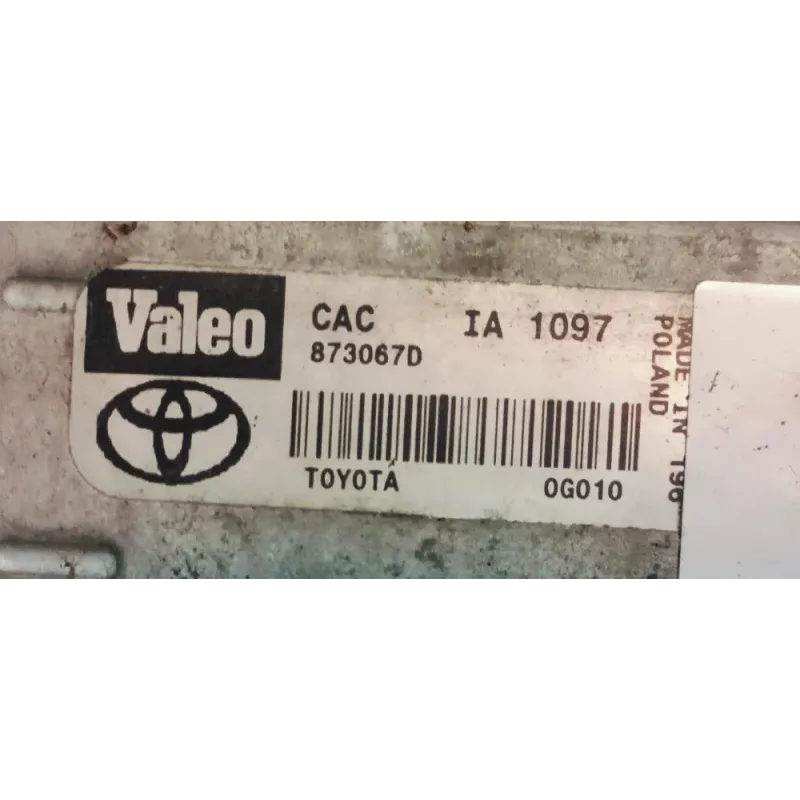 Valeo
CAC IA 1097
873067D
TOYOTA 0G010
MADE IN
POLAND